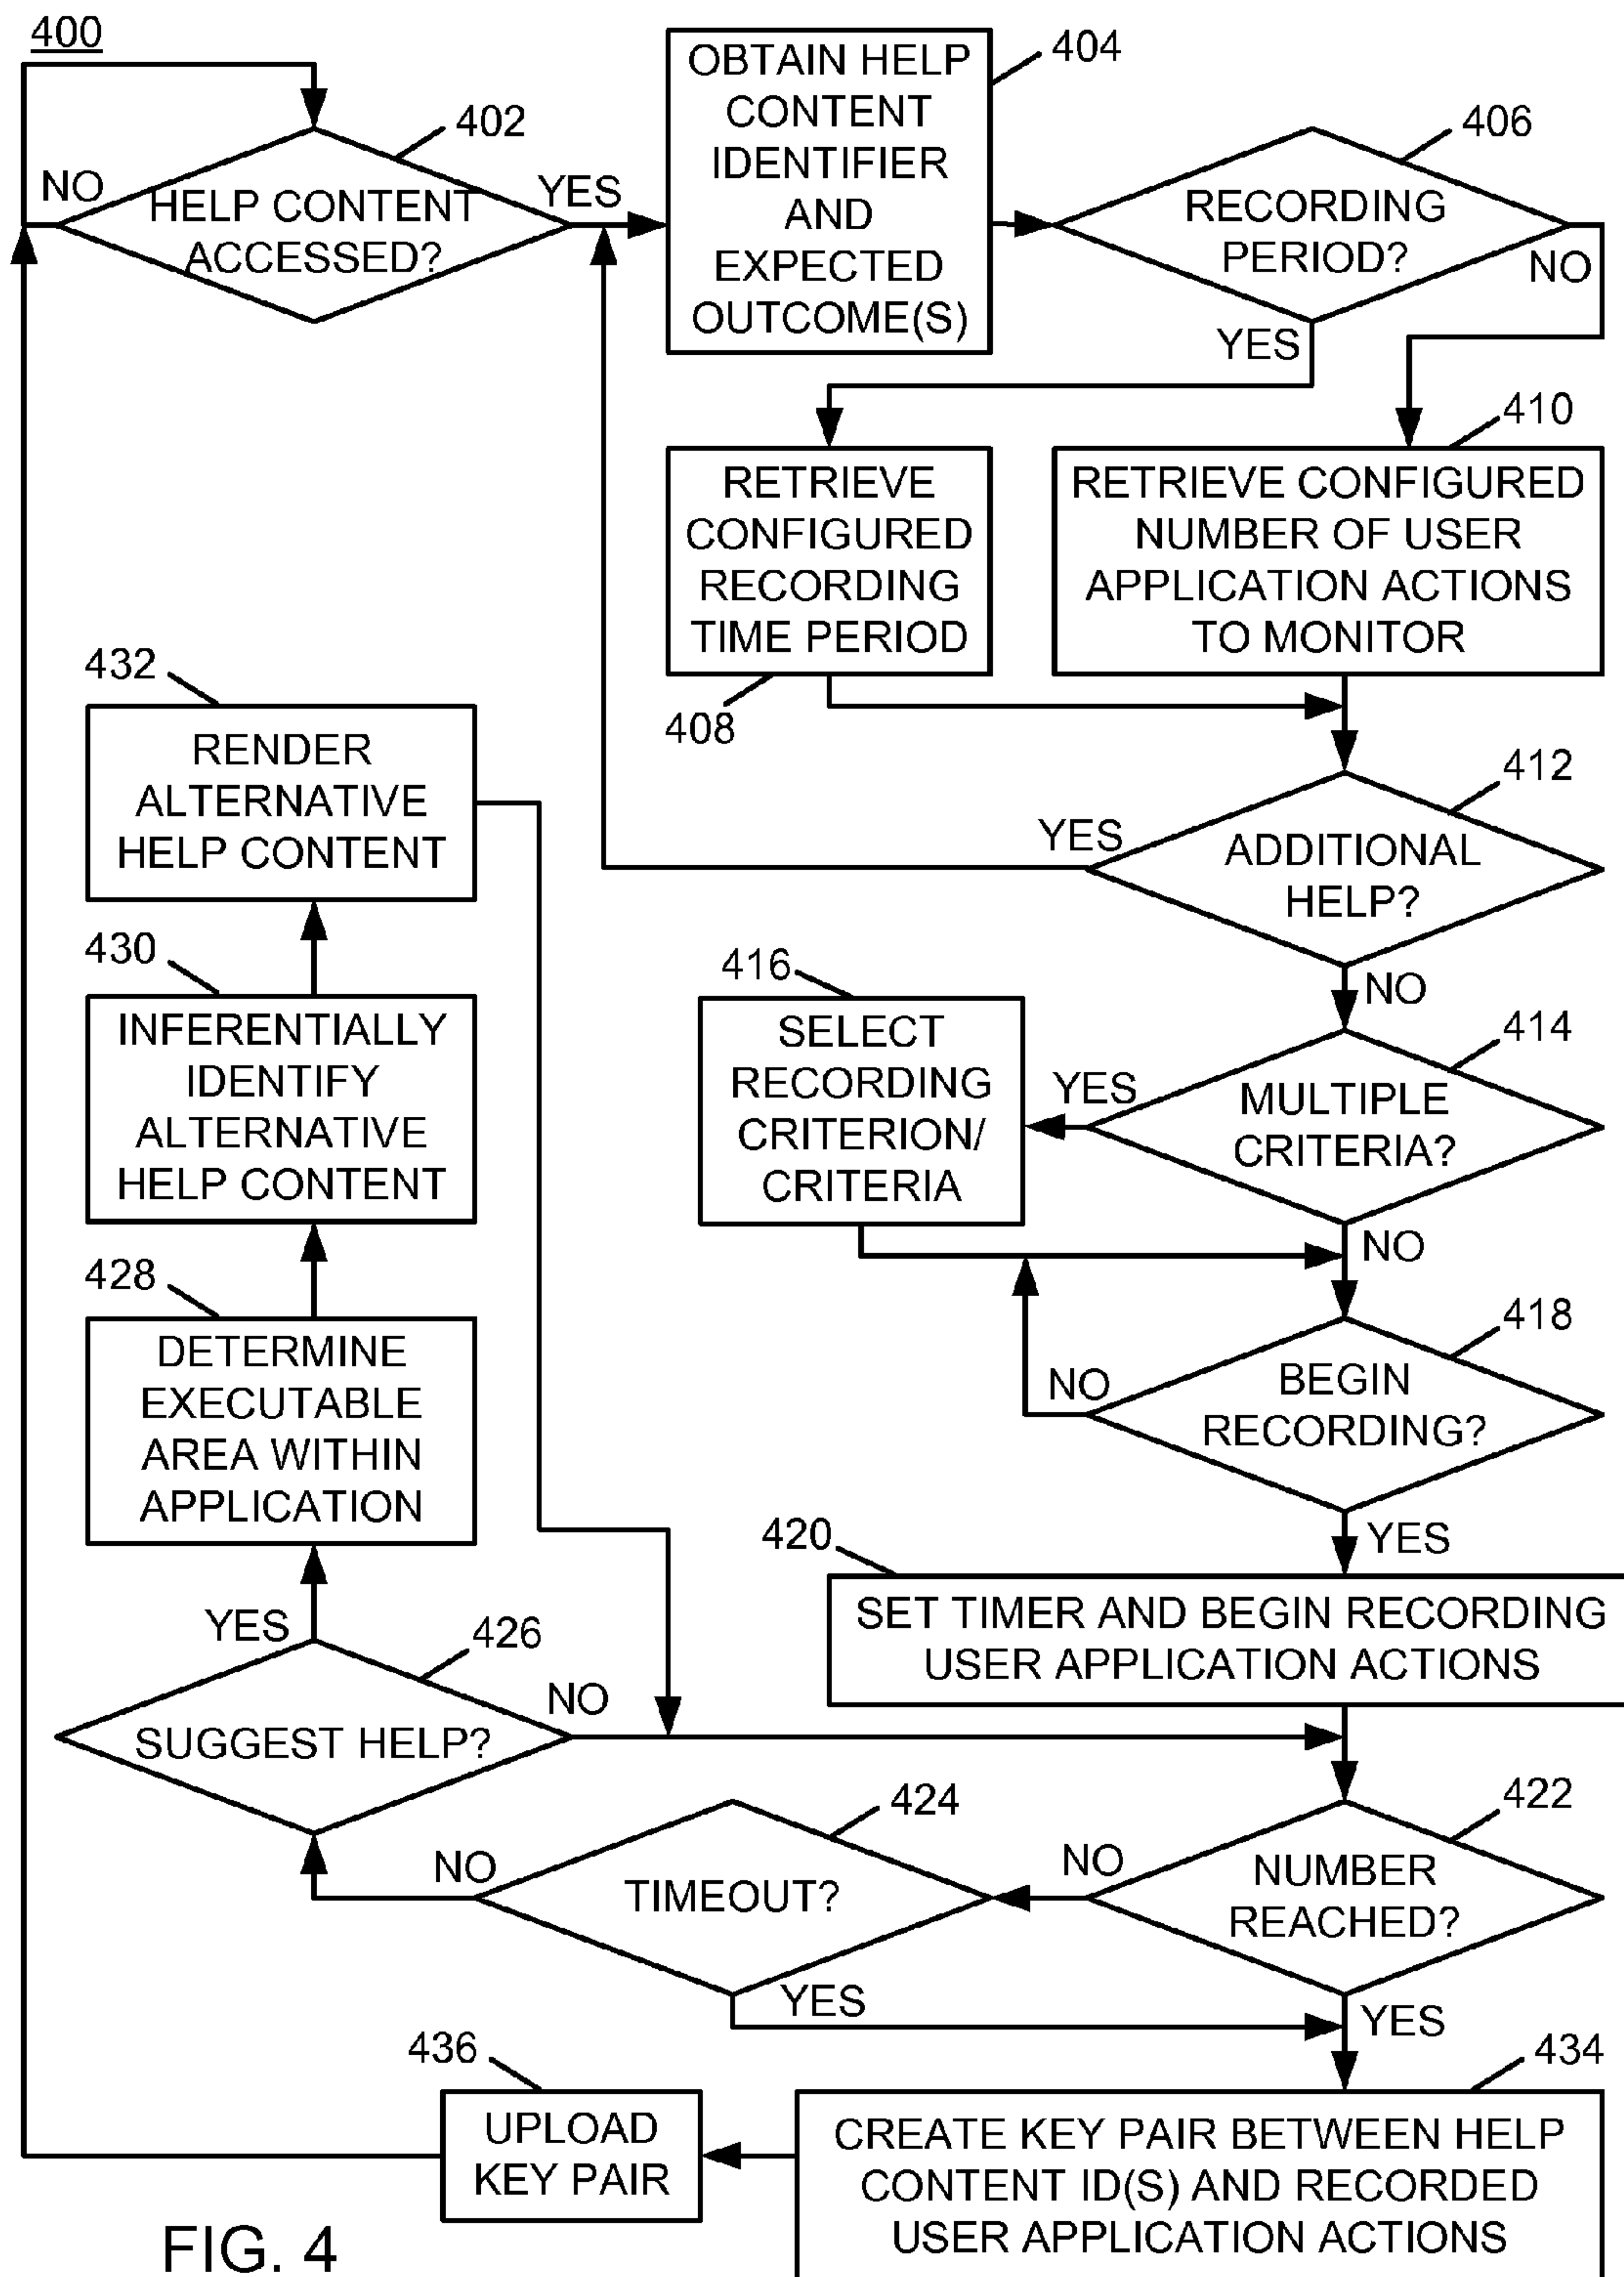 400
402
NO
HELP CONTENT
ACCESSED?
YES
404
OBTAIN HELP
CONTENT
IDENTIFIER
AND
EXPECTED
OUTCOME(S)
406
RECORDING
PERIOD?
NO
YES
408
RETRIEVE
CONFIGURED
RECORDING
TIME PERIOD
410
RETRIEVE CONFIGURED
NUMBER OF USER
APPLICATION ACTIONS
TO MONITOR
412
YES
ADDITIONAL
HELP?
NO
414
YES
MULTIPLE
CRITERIA?
NO
416
SELECT
RECORDING
CRITERION/
CRITERIA
418
NO
BEGIN
RECORDING?
YES
420
SET TIMER AND BEGIN RECORDING
USER APPLICATION ACTIONS
422
NO
NUMBER
REACHED?
YES
424
NO
TIMEOUT?
YES
426
YES
SUGGEST HELP?
NO
428
DETERMINE
EXECUTABLE
AREA WITHIN
APPLICATION
430
INFERENTIALLY
IDENTIFY
ALTERNATIVE
HELP CONTENT
432
RENDER
ALTERNATIVE
HELP CONTENT
434
CREATE KEY PAIR BETWEEN HELP
CONTENT ID(S) AND RECORDED
USER APPLICATION ACTIONS
436
UPLOAD
KEY PAIR
FIG. 4